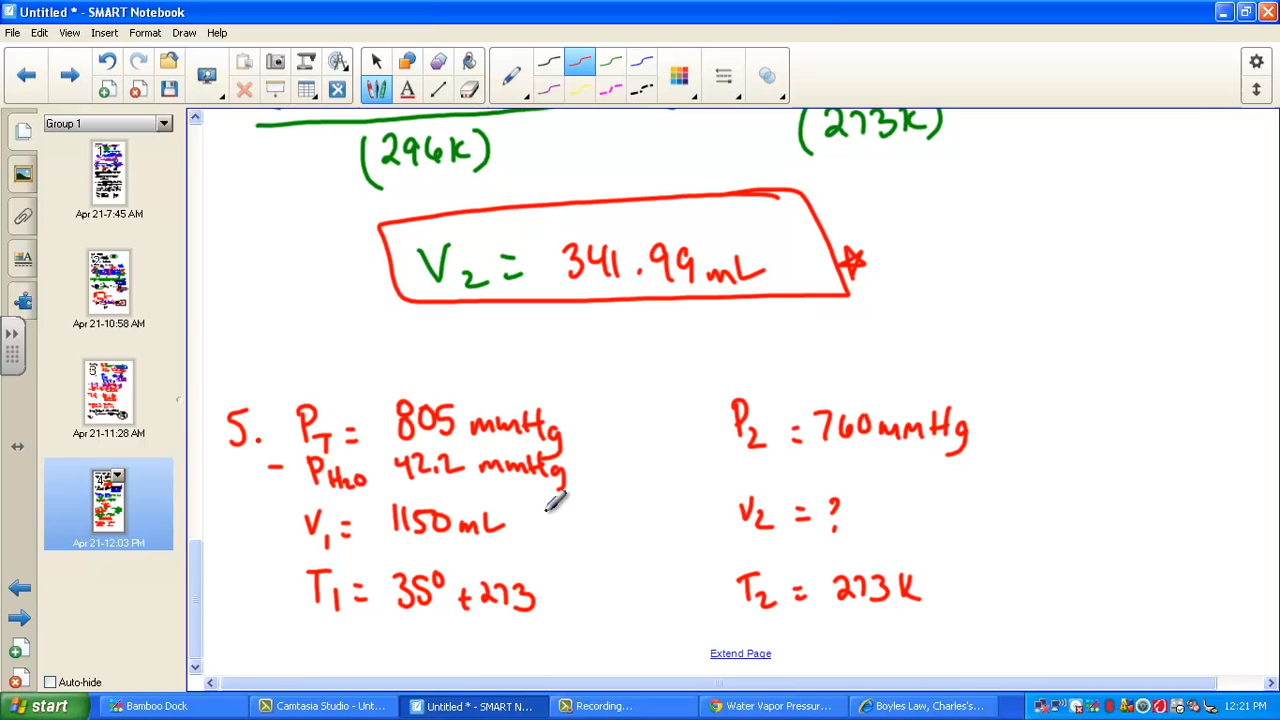 Untitled * - SMART Notebook
File Edit View Insert Format Draw Help
Group 1
Apr 21-7:45 AM
Apr 21-10:58 AM
Apr 21-11:28 AM
Apr 21-12:03 PM
Auto-hide
(296K) (273K)
V2 = 341.99 mL
5. PT = 805 mmHg P2 = 760 mmHg
- PH2O 42.2 mmHg
V1 = 1150 mL V2 = ?
T1 = 35° + 273 T2 = 273 K
Extend Page
start Bamboo Dock Camtasia Studio - Unt... Untitled * - SMART N... Recording... Water Vapor Pressur... Boyles Law, Charles's... 12:21 PM